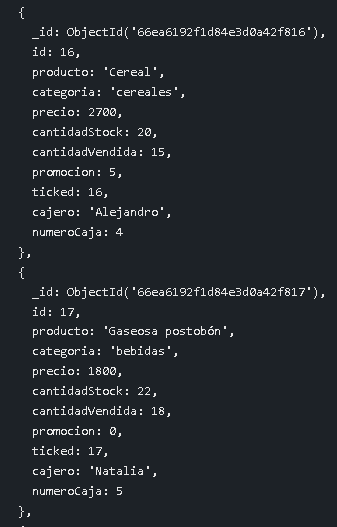 {
_id: ObjectId('66ea6192f1d84e3d0a42f816'),
id: 16,
producto: 'Cereal',
categoria: 'cereales',
precio: 2700,
cantidadStock: 20,
cantidadVendida: 15,
promocion: 5,
ticked: 16,
cajero: 'Alejandro',
numeroCaja: 4
},
{
_id: ObjectId('66ea6192f1d84e3d0a42f817'),
id: 17,
producto: 'Gaseosa postobón',
categoria: 'bebidas',
precio: 1800,
cantidadStock: 22,
cantidadVendida: 18,
promocion: 0,
ticked: 17,
cajero: 'Natalia',
numeroCaja: 5
},